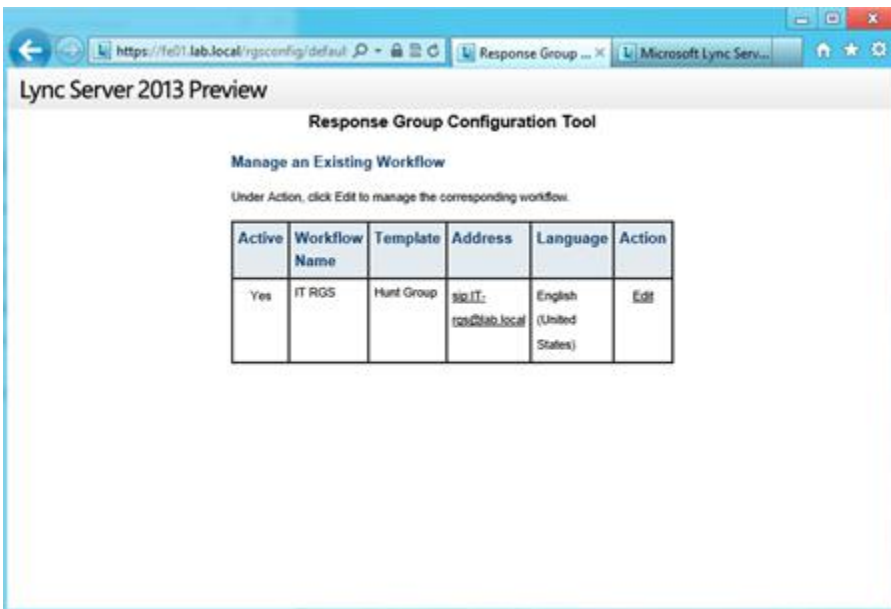 https://fe01.lab.local/rgsconfig/defaul
Response Group ...
Microsoft Lync Serv...
Lync Server 2013 Preview
Response Group Configuration Tool
Manage an Existing Workflow
Under Action, click Edit to manage the corresponding workflow.
Active Workflow Name Template Address Language Action
Yes IT RGS Hunt Group sip:IT-rgs@lab.local English (United States) Edit